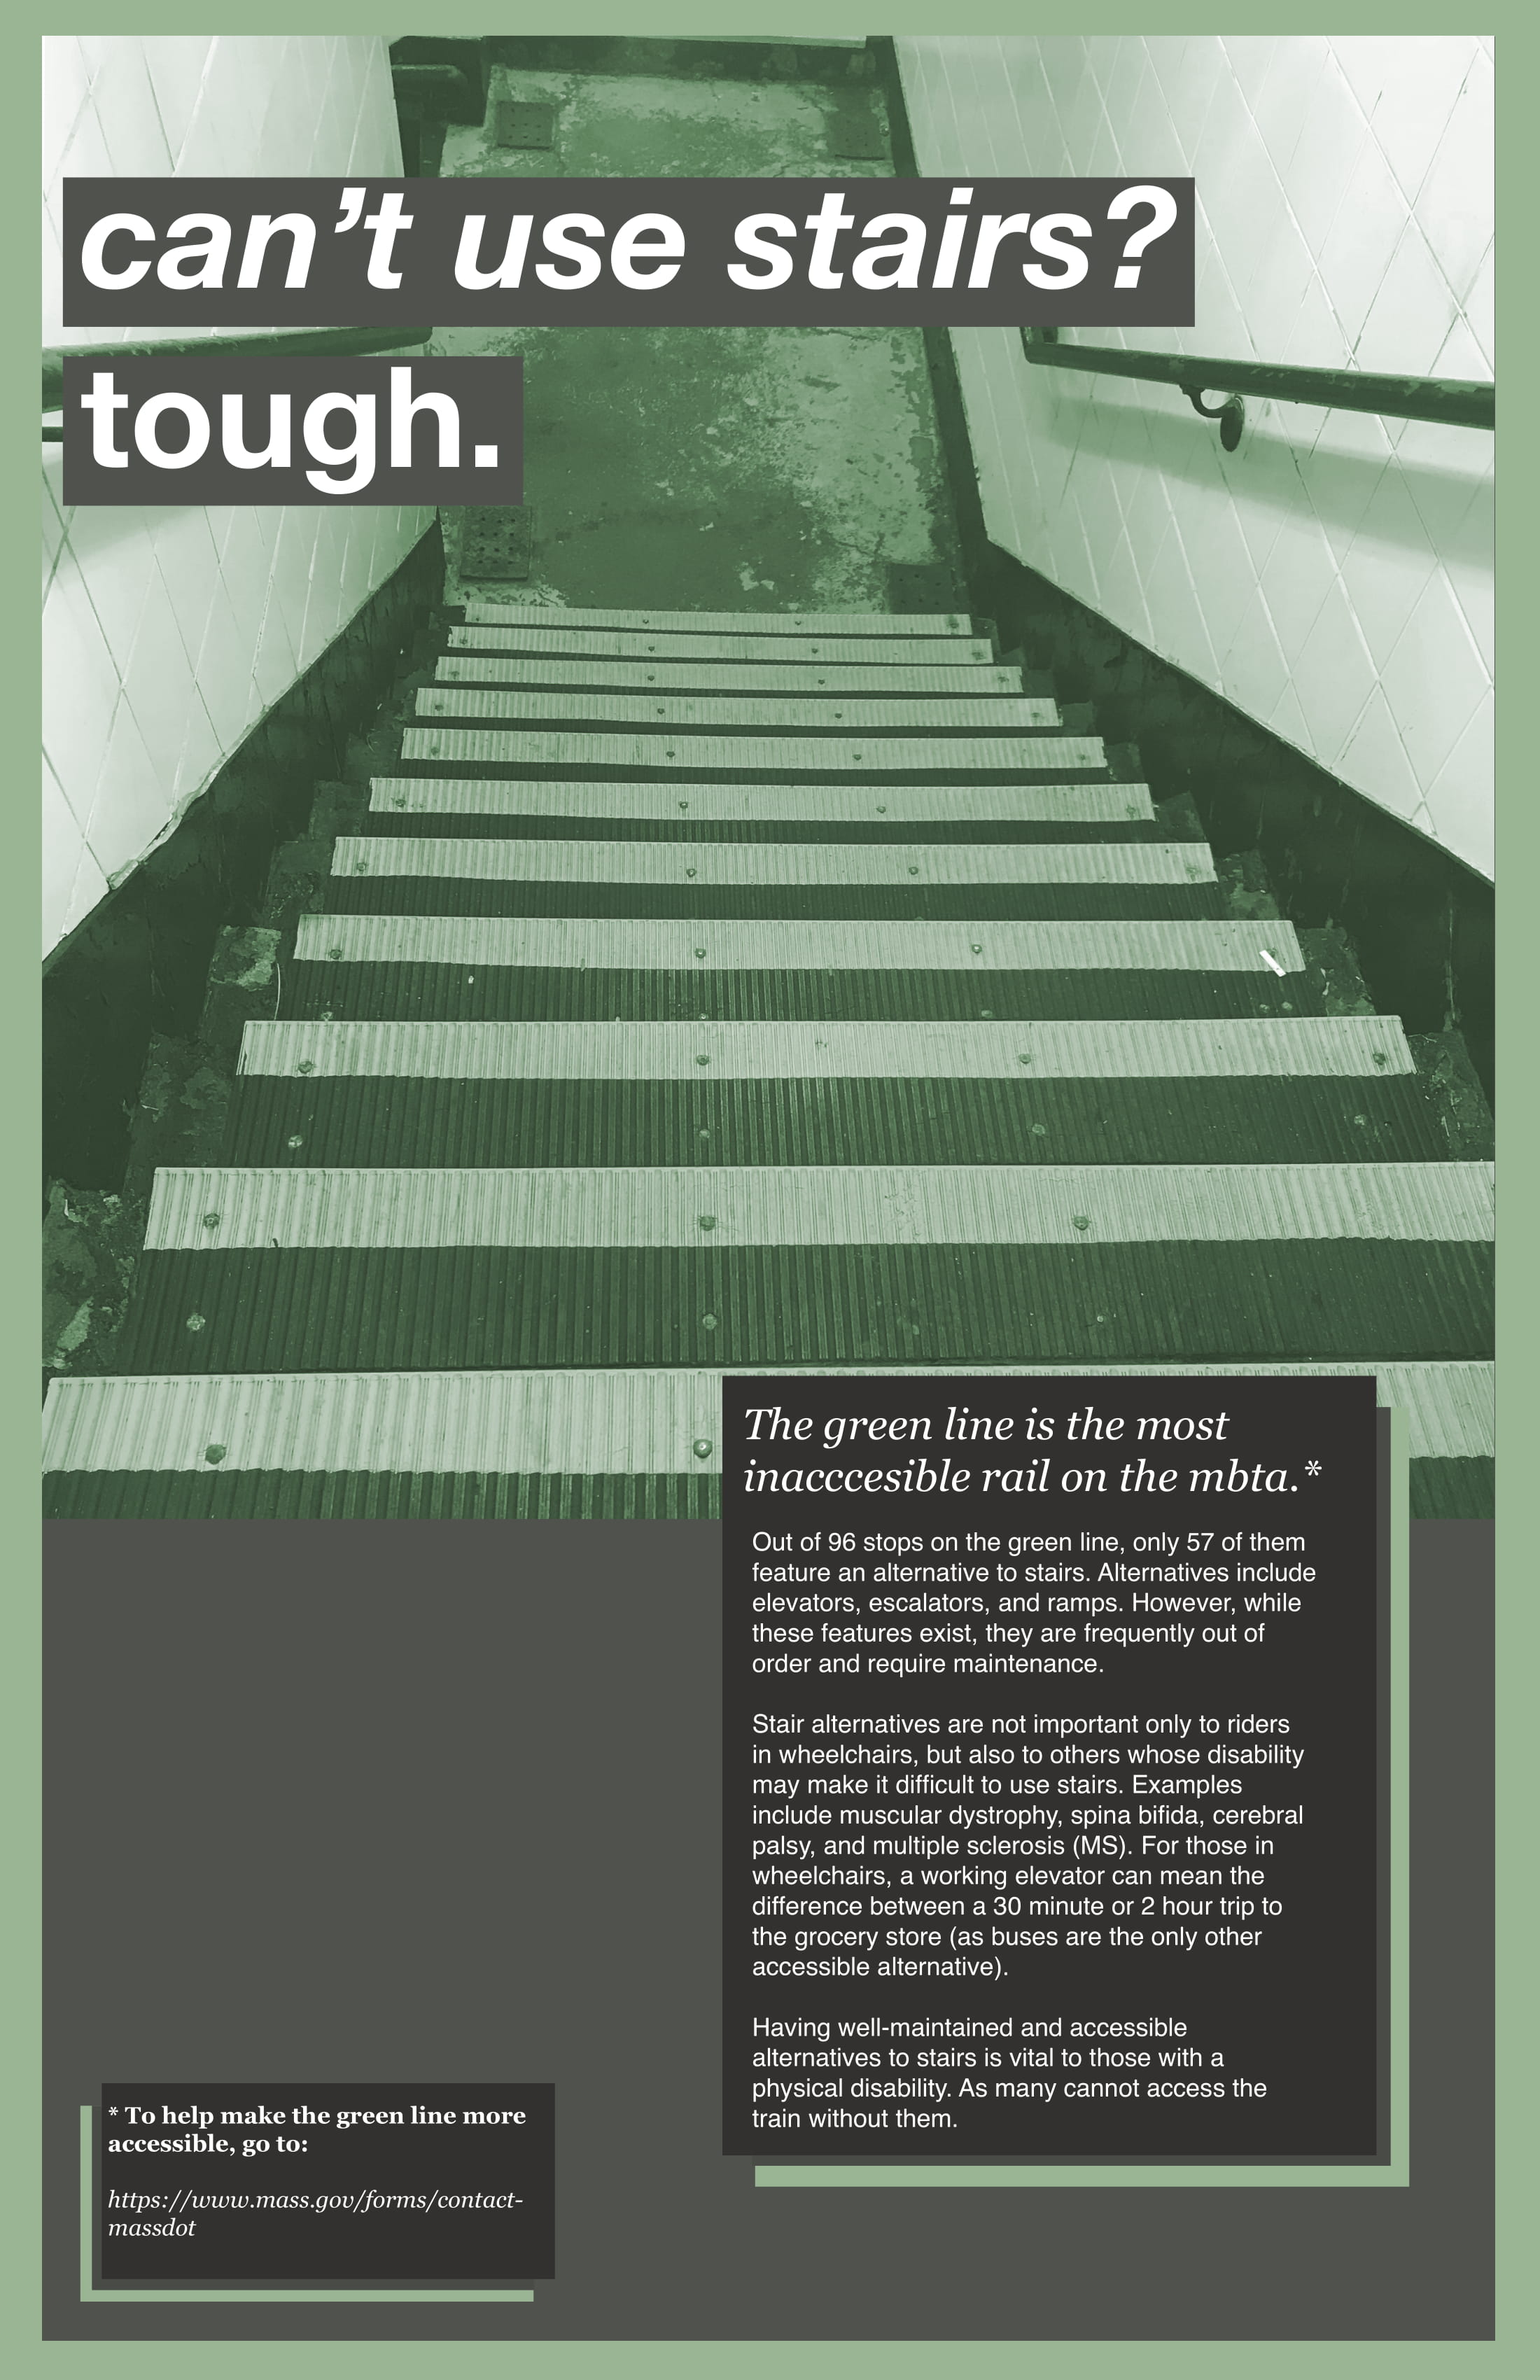 can’t use stairs?
tough.
The green line is the most
inacccesible rail on the mbta.*
Out of 96 stops on the green line, only 57 of them
feature an alternative to stairs. Alternatives include
elevators, escalators, and ramps. However, while
these features exist, they are frequently out of
order and require maintenance.
Stair alternatives are not important only to riders
in wheelchairs, but also to others whose disability
may make it difficult to use stairs. Examples
include muscular dystrophy, spina bifida, cerebral
palsy, and multiple sclerosis (MS). For those in
wheelchairs, a working elevator can mean the
difference between a 30 minute or 2 hour trip to
the grocery store (as buses are the only other
accessible alternative).
Having well-maintained and accessible
alternatives to stairs is vital to those with a
physical disability. As many cannot access the
train without them.
* To help make the green line more
accessible, go to:
https://www.mass.gov/forms/contact-
massdot